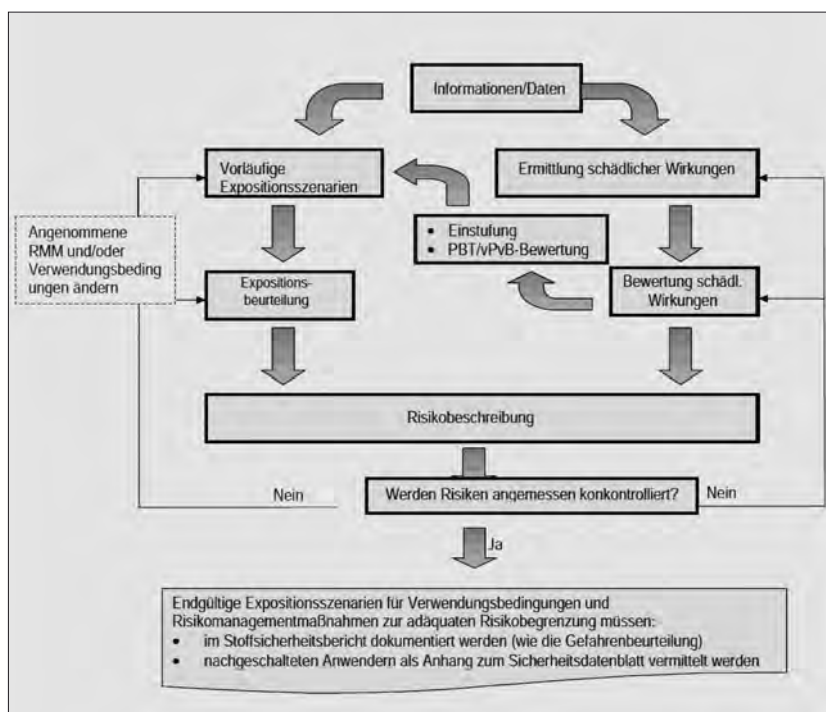 Informationen/Daten
Vorläufige
Expositionsszenarien
Ermittlung schädlicher Wirkungen
Angenommene
RMM und/oder
Verwendungsbeding
ungen ändern
• Einstufung
• PBT/vPvB-Bewertung
Expositions-
beurteilung
Bewertung schädl.
Wirkungen
Risikobeschreibung
Nein
Werden Risiken angemessen konkontrolliert?
Nein
Ja
Endgültige Expositionsszenarien für Verwendungsbedingungen und
Risikomanagementmaßnahmen zur adäquaten Risikobegrenzung müssen:
• im Stoffsicherheitsbericht dokumentiert werden (wie die Gefahrenbeurteilung)
• nachgeschalteten Anwendern als Anhang zum Sicherheitsdatenblatt vermittelt werden